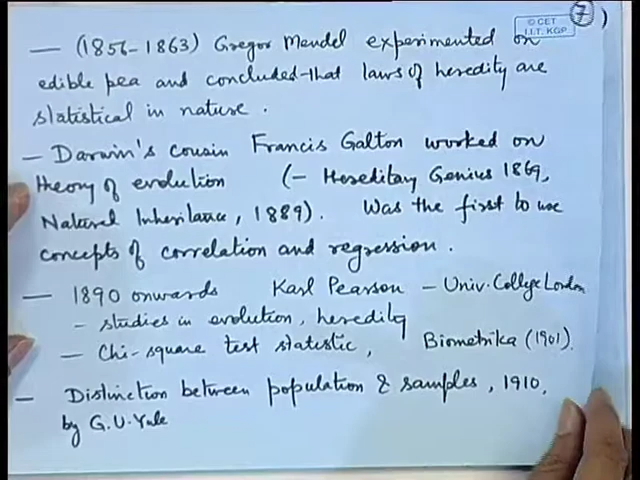 © CET
I.I.T. KGP
7
— (1856-1863) Gregor Mendel experimented on
edible pea and concluded that laws of heredity are
statistical in nature.
— Darwin's cousin Francis Galton worked on
theory of evolution (- Hereditary Genius 1869,
Natural Inheritance, 1889). Was the first to use
concepts of correlation and regression.
— 1890 onwards Karl Pearson - Univ. College London
- studies in evolution, heredity
— Chi-square test statistic, Biometrika (1901).
— Distinction between population & samples, 1910,
by G.U. Yule